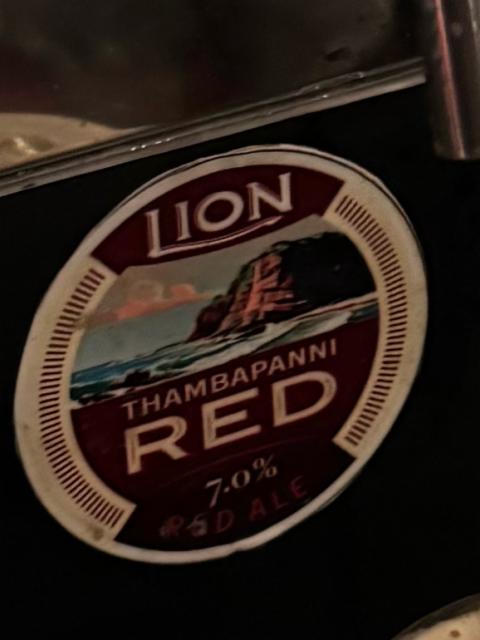 LION
THAMBAPANNI
RED
7.0%
RED ALE